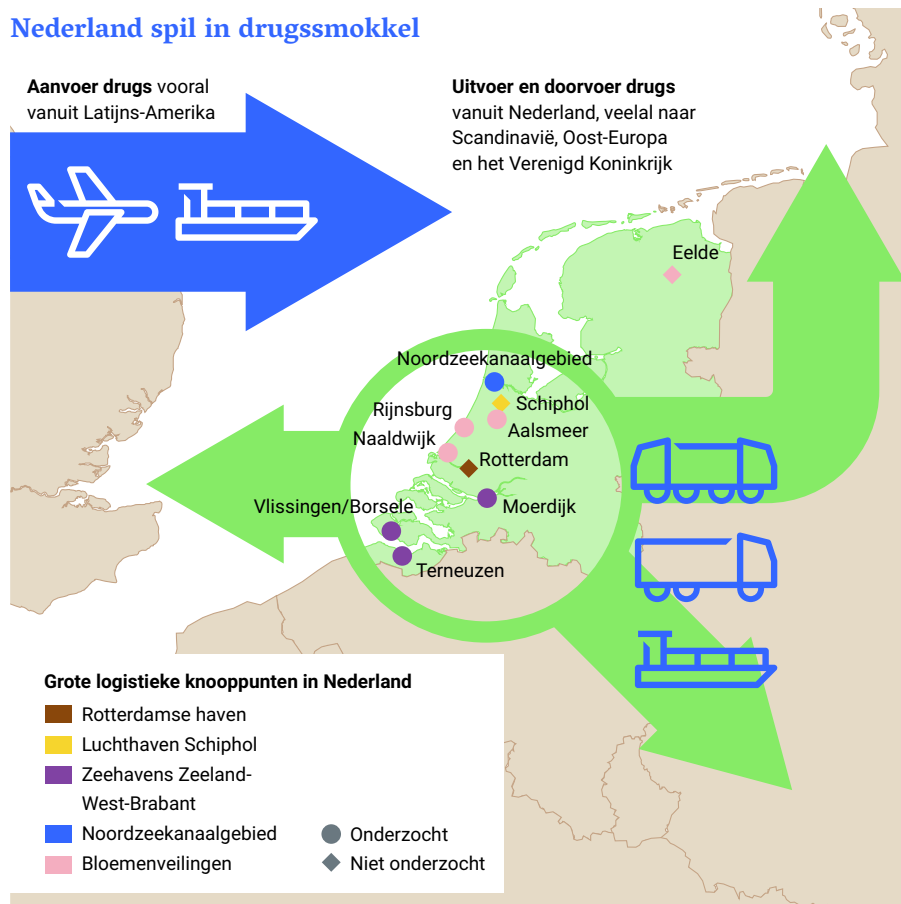 Nederland spil in drugssmokkel
Aanvoer drugs vooral
vanuit Latijns-Amerika
Uitvoer en doorvoer drugs
vanuit Nederland, veelal naar
Scandinavië, Oost-Europa
en het Verenigd Koninkrijk
Eelde
Noordzeekanaalgebied
Schiphol
Rijnsburg
Aalsmeer
Naaldwijk
Rotterdam
Vlissingen/Borsele
Moerdijk
Terneuzen
Grote logistieke knooppunten in Nederland
Rotterdamse haven
Luchthaven Schiphol
Zeehavens Zeeland-
West-Brabant
Noordzeekanaalgebied
Bloemenveilingen
Onderzocht
Niet onderzocht